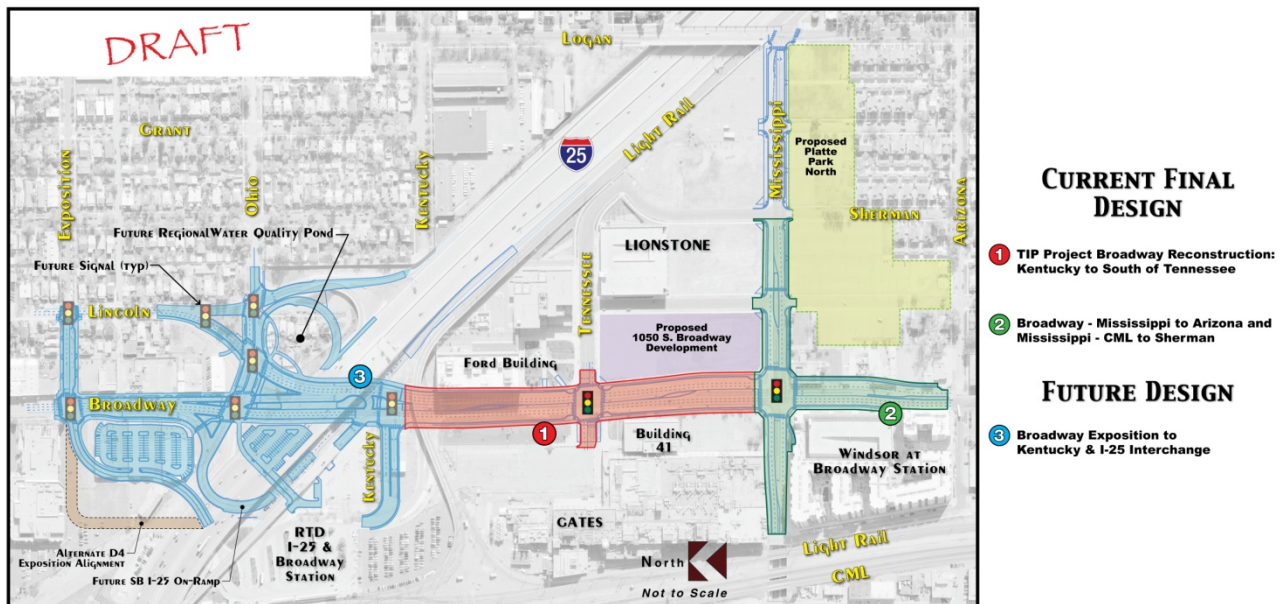 DRAFT
Logan
Grant
Exposition
Ohio
Kentucky
25
Light Rail
Mississippi
Proposed
Platte
Park
North
Sherman
Arizona
Future RegionalWater Quality Pond
Future Signal (typ)
Lincoln
LIONSTONE
Tennessee
Proposed
1050 S. Broadway
Development
Ford Building
3
Broadway
1
Building
41
2
Windsor at
Broadway Station
Kentucky
GATES
RTD
I-25 &
Broadway
Station
Alternate D4
Exposition Alignment
Future SB I-25 On-Ramp
North
Not to Scale
Light Rail
CML
Current Final
Design
1 TIP Project Broadway Reconstruction:
Kentucky to South of Tennessee
2 Broadway - Mississippi to Arizona and
Mississippi - CML to Sherman
Future Design
3 Broadway Exposition to
Kentucky & I-25 Interchange